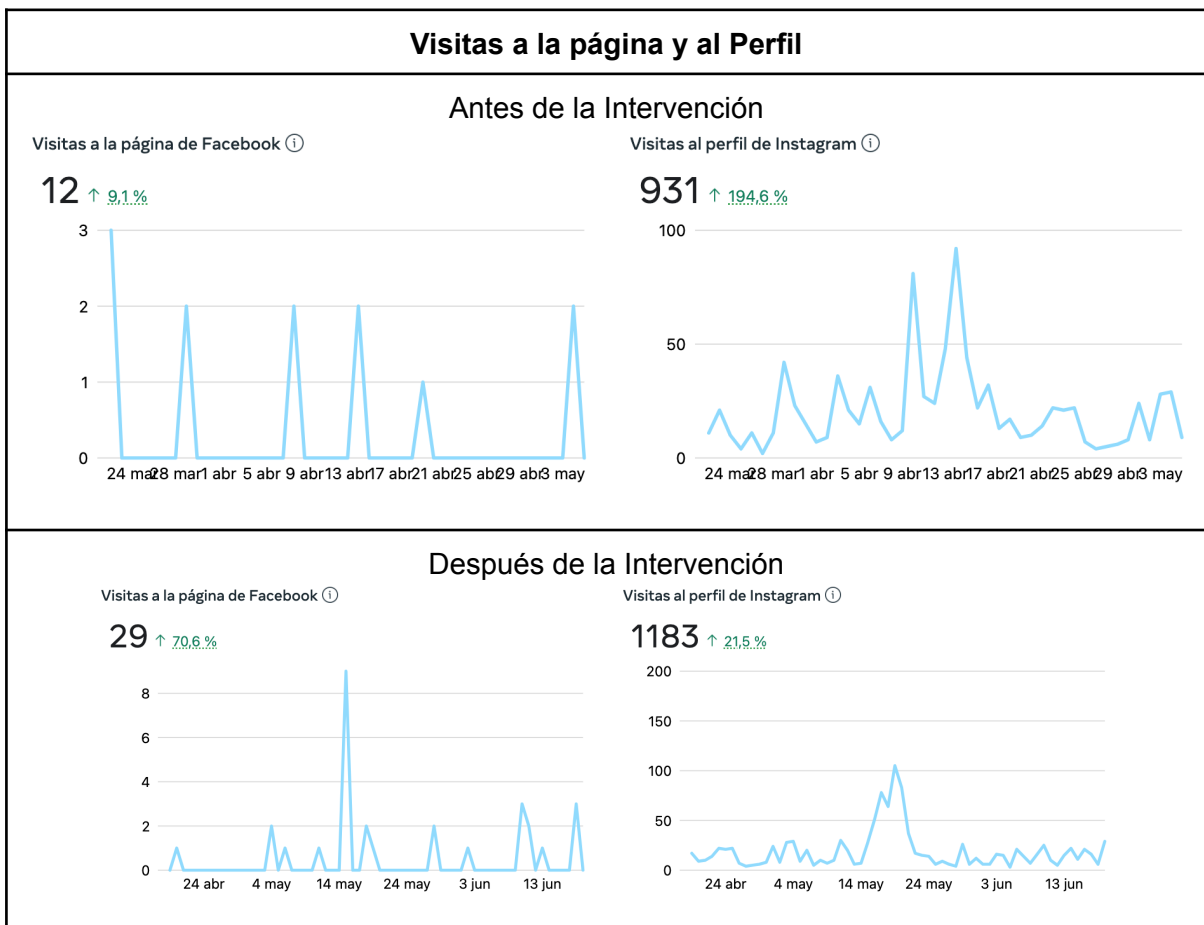 Visitas a la página y al Perfil
Antes de la Intervención
Visitas a la página de Facebook
12 ↑ 9,1 %
3
2
1
0
24 mar 28 mar 1 abr 5 abr 9 abr 13 abr 17 abr 21 abr 25 abr 29 abr 3 may
Visitas al perfil de Instagram
931 ↑ 194,6 %
100
50
0
24 mar 28 mar 1 abr 5 abr 9 abr 13 abr 17 abr 21 abr 25 abr 29 abr 3 may
Después de la Intervención
Visitas a la página de Facebook
29 ↑ 70,6 %
8
6
4
2
0
24 abr 4 may 14 may 24 may 3 jun 13 jun
Visitas al perfil de Instagram
1183 ↑ 21,5 %
200
150
100
50
0
24 abr 4 may 14 may 24 may 3 jun 13 jun